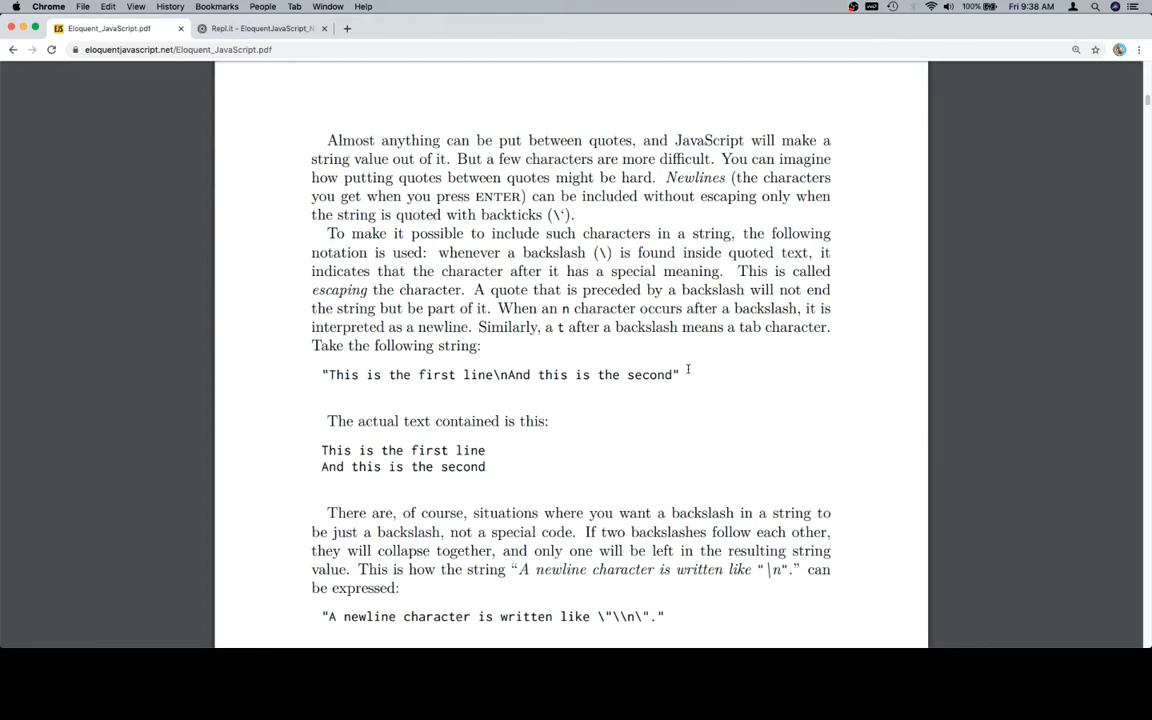 Chrome File Edit View History Bookmarks People Tab Window Help 100% Fri 9:38 AM
Eloquent_JavaScript.pdf Repl.it - EloquentJavaScript_N
eloquentjavascript.net/Eloquent_JavaScript.pdf
Almost anything can be put between quotes, and JavaScript will make a
string value out of it. But a few characters are more difficult. You can imagine
how putting quotes between quotes might be hard. Newlines (the characters
you get when you press ENTER) can be included without escaping only when
the string is quoted with backticks (\`).
To make it possible to include such characters in a string, the following
notation is used: whenever a backslash (\) is found inside quoted text, it
indicates that the character after it has a special meaning. This is called
escaping the character. A quote that is preceded by a backslash will not end
the string but be part of it. When an n character occurs after a backslash, it is
interpreted as a newline. Similarly, a t after a backslash means a tab character.
Take the following string:
"This is the first line\nAnd this is the second"
The actual text contained is this:
This is the first line
And this is the second
There are, of course, situations where you want a backslash in a string to
be just a backslash, not a special code. If two backslashes follow each other,
they will collapse together, and only one will be left in the resulting string
value. This is how the string “A newline character is written like "\n".” can
be expressed:
"A newline character is written like \"\\n\"."